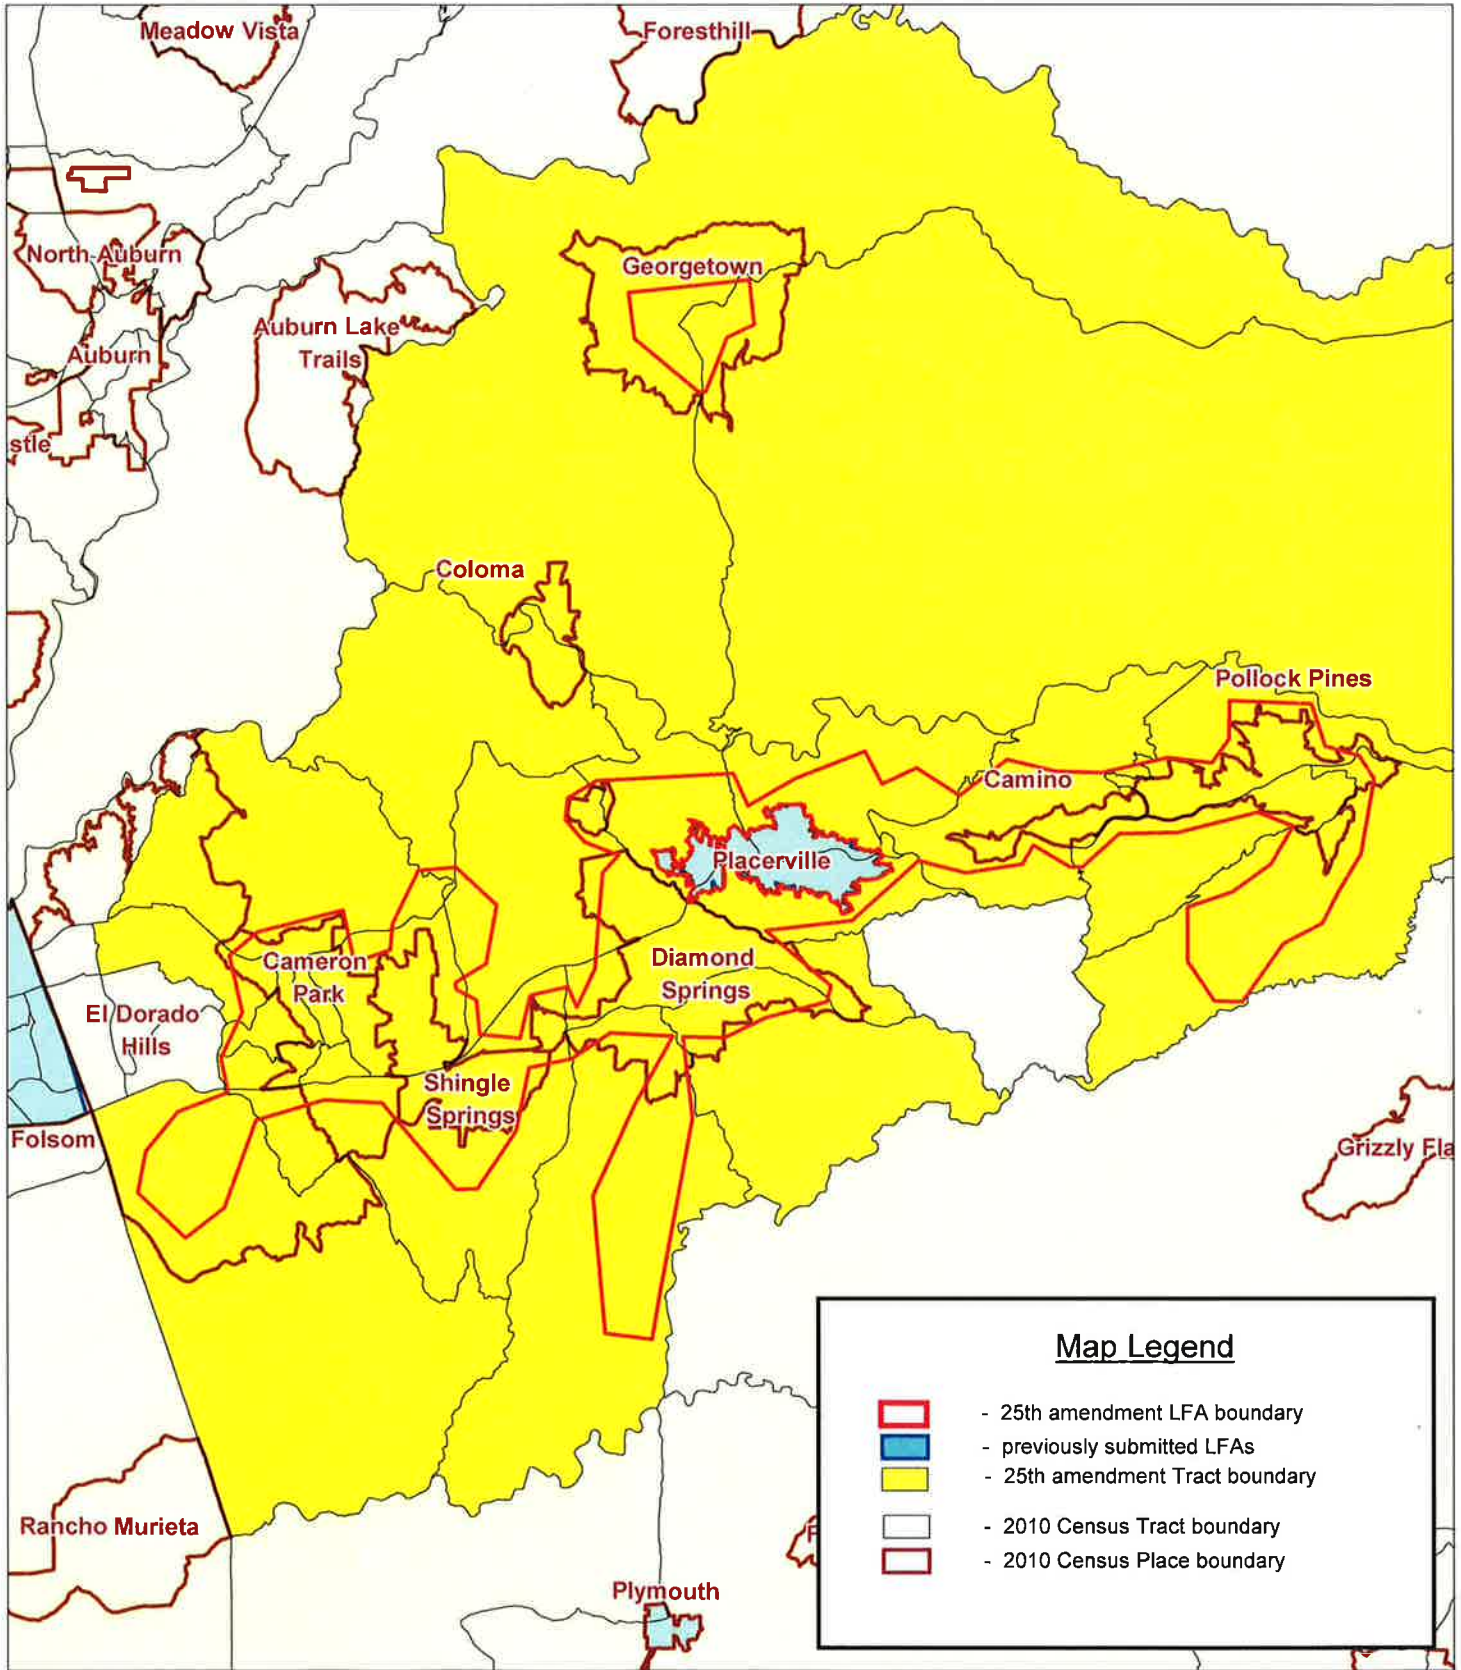 Meadow Vista
Foresthill
North Auburn
Georgetown
Auburn Lake
Trails
Auburn
stle
Coloma
Pollock Pines
Camino
Placerville
Cameron
Park
Diamond
Springs
El Dorado
Hills
Shingle
Springs
Folsom
Grizzly Fla
Map Legend
- 25th amendment LFA boundary
- previously submitted LFAs
- 25th amendment Tract boundary
- 2010 Census Tract boundary
- 2010 Census Place boundary
Rancho Murieta
Plymouth